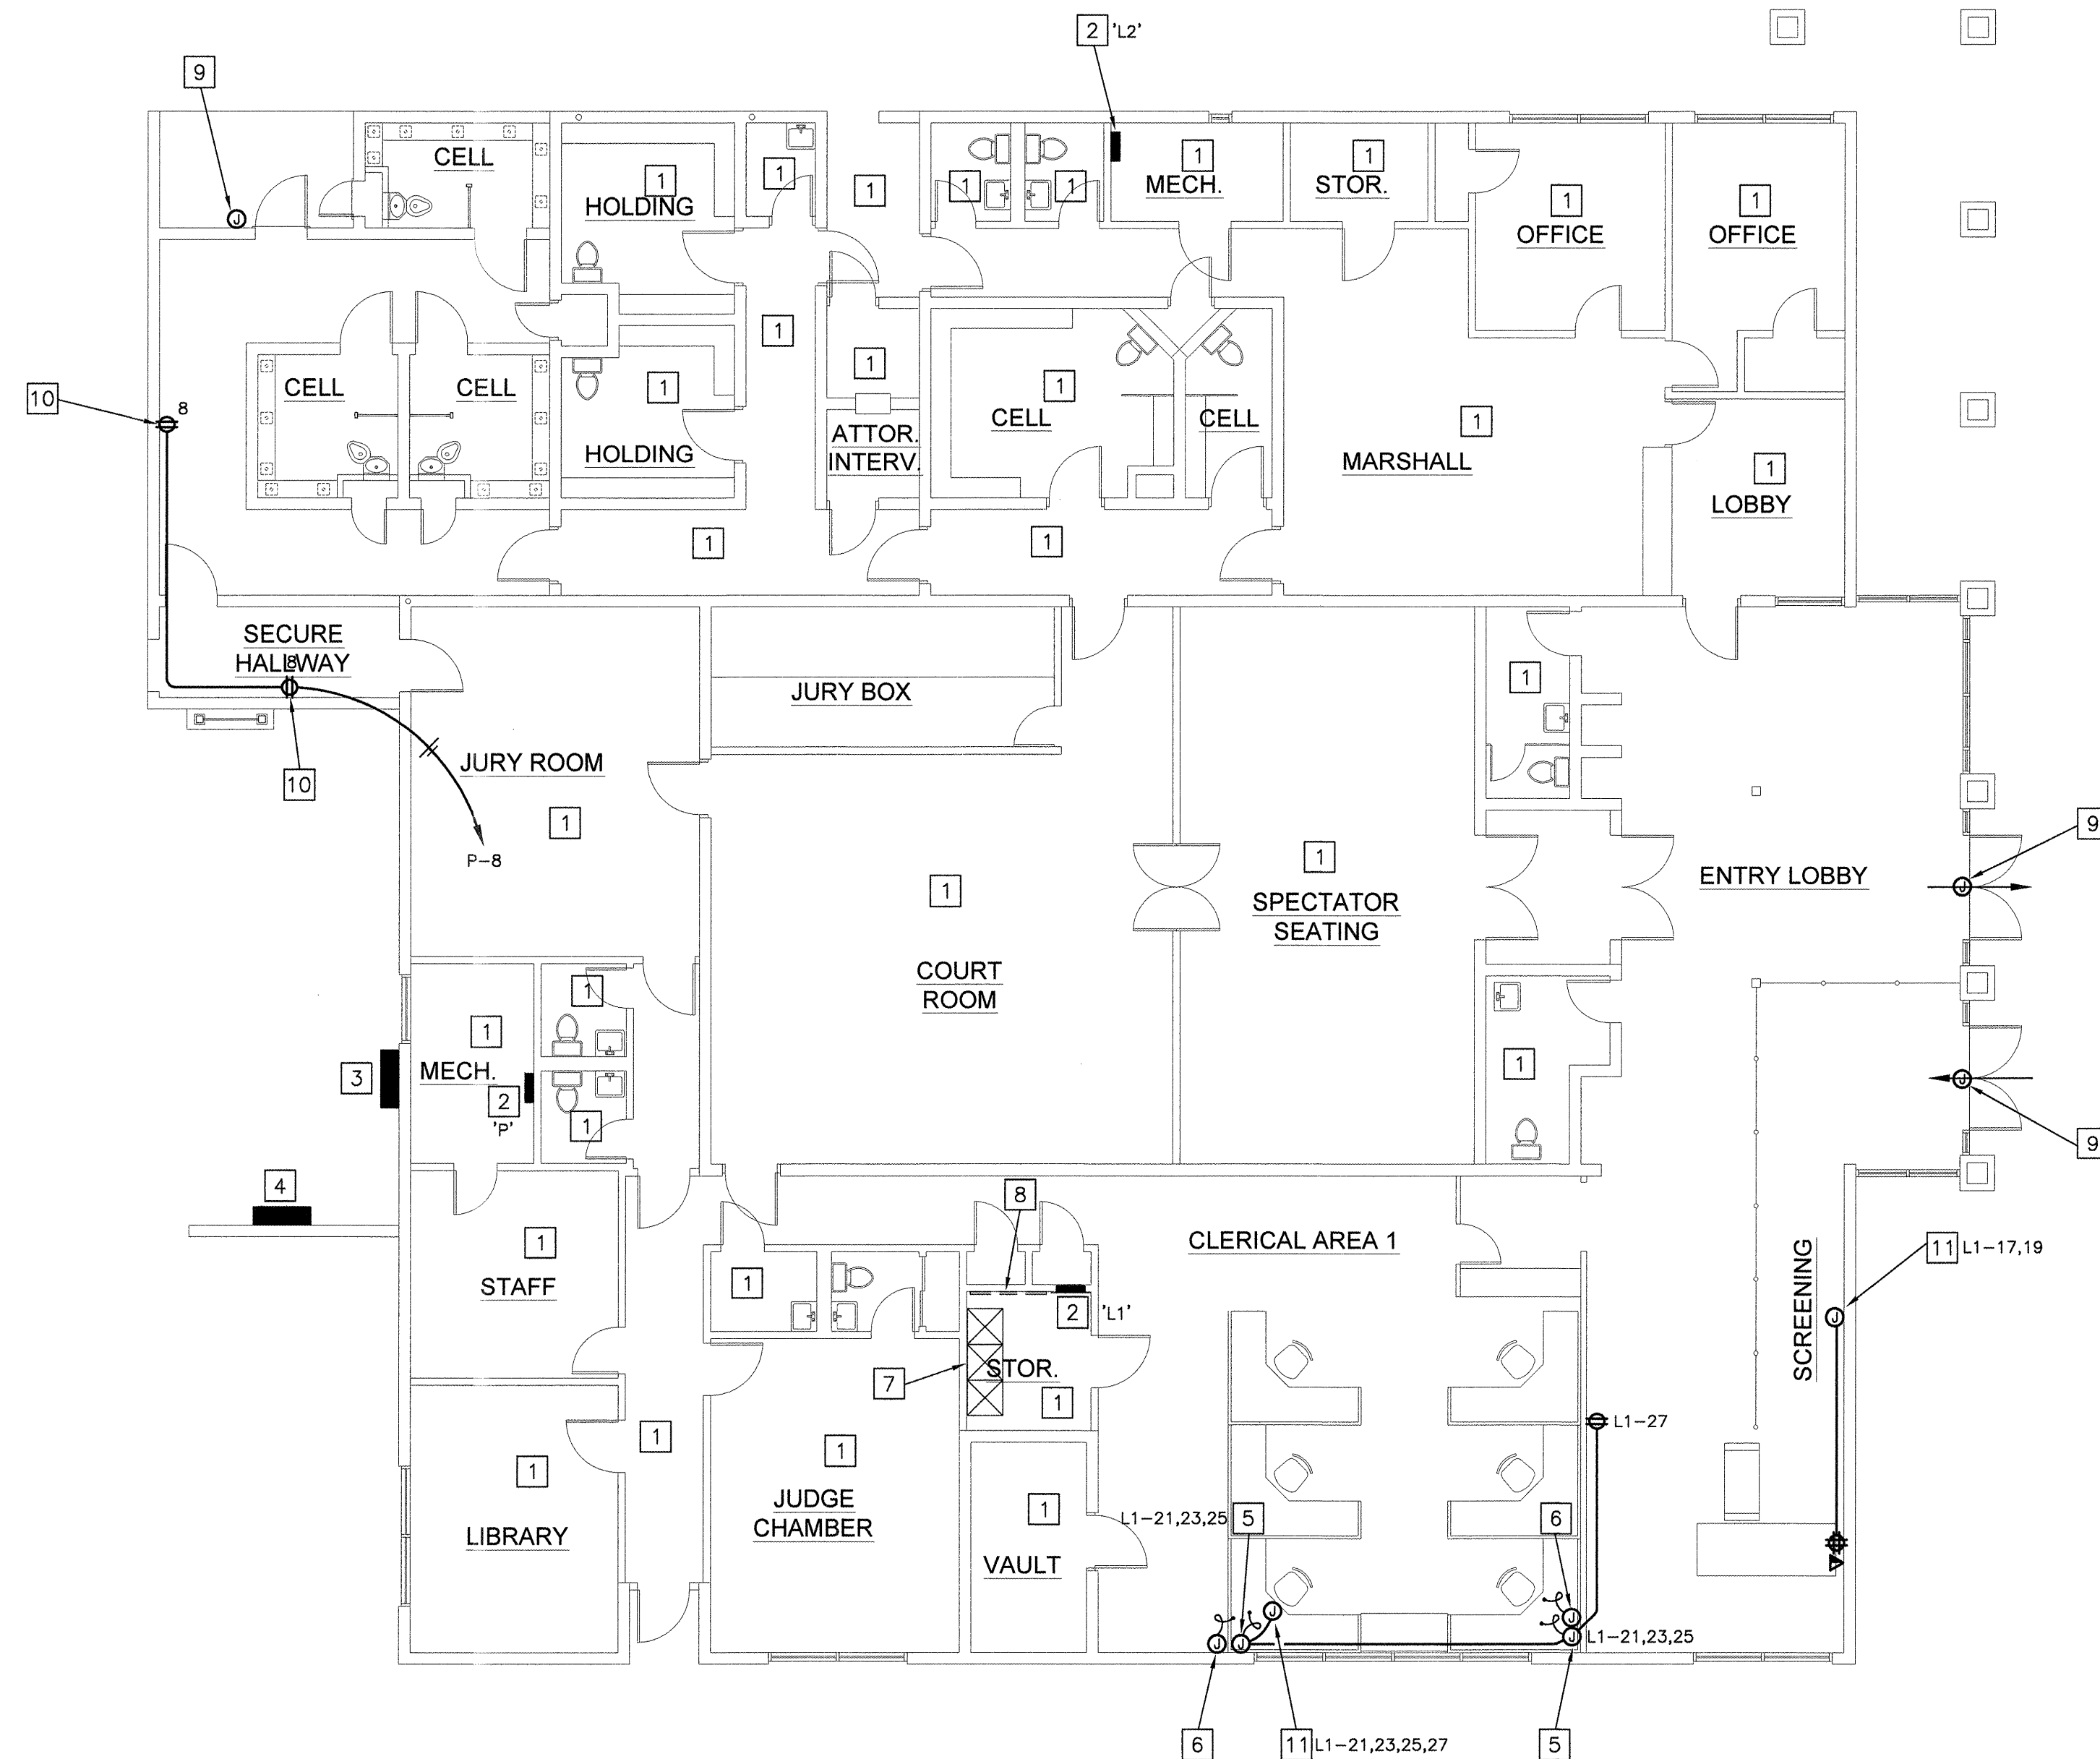 2 'L2'
9
CELL
1
HOLDING
1
1
1
1
1
MECH.
1
STOR.
1
OFFICE
1
OFFICE
J
1
10
8
CELL
CELL
1
HOLDING
1
ATTOR.
INTERV.
1
CELL
CELL
1
MARSHALL
1
LOBBY
1
1
SECURE
HALLWAY
8
10
JURY BOX
1
JURY ROOM
1
P-8
1
COURT
ROOM
1
SPECTATOR
SEATING
ENTRY LOBBY
9
J
1
1
MECH.
3
2
'P'
1
1
J
9
4
8
CLERICAL AREA 1
1
STAFF
1
2 'L1'
SCREENING
11 L1-17,19
J
7
STOR.
1
1
1
L1-27
1
LIBRARY
1
JUDGE
CHAMBER
1
VAULT
L1-21,23,25 5
6
J
J
J
J
J L1-21,23,25
6
11 L1-21,23,25,27
5